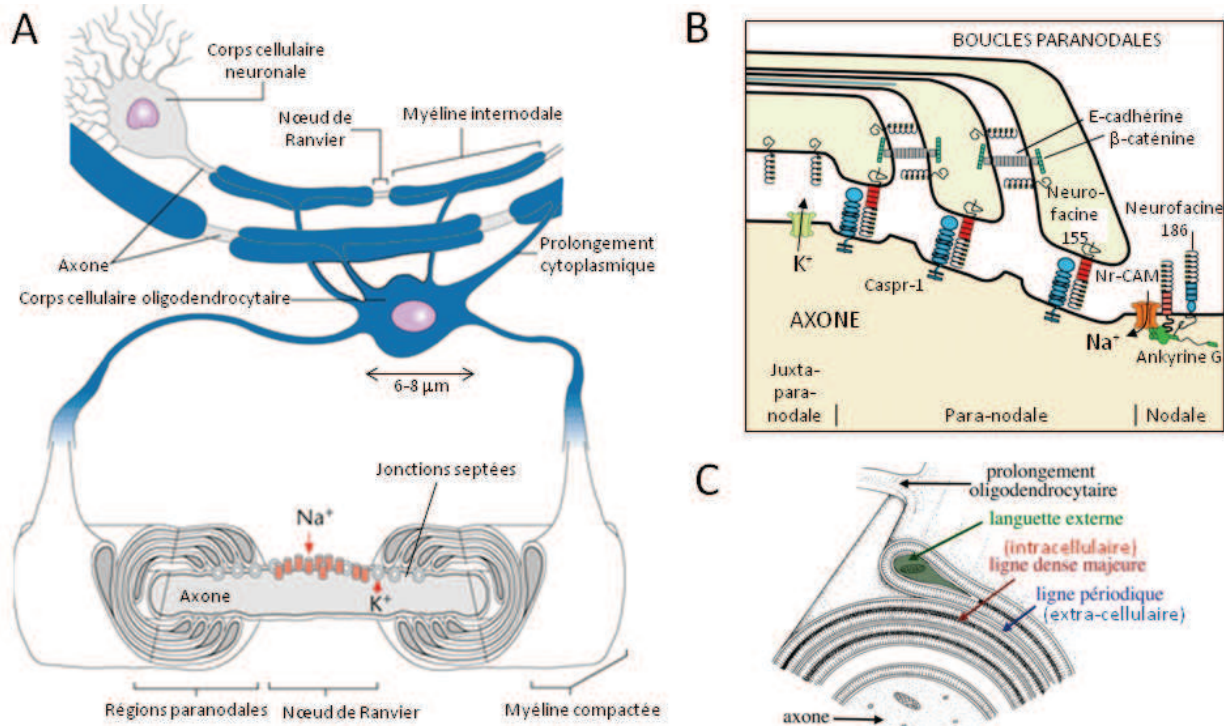 A
Corps cellulaire
neuronale
Nœud de
Ranvier
Myéline internodale
Axone
Prolongement
cytoplasmique
Corps cellulaire oligodendrocytaire
6-8 µm
Jonctions septées
Na⁺
Axone
K⁺
Régions paranodales
Nœud de Ranvier
Myéline compactée
B
BOUCLES PARANODALES
E-cadhérine
β-caténine
Neuro-
facine
155
Neurofacine
186
K⁺
Caspr-1
Nr-CAM
AXONE
Na⁺
Ankyrine G
Juxta-
para-
nodale
Para-nodale
Nodale
C
prolongement
oligodendrocytaire
languette externe
(intracellulaire)
ligne dense majeure
ligne périodique
(extra-cellulaire)
axone